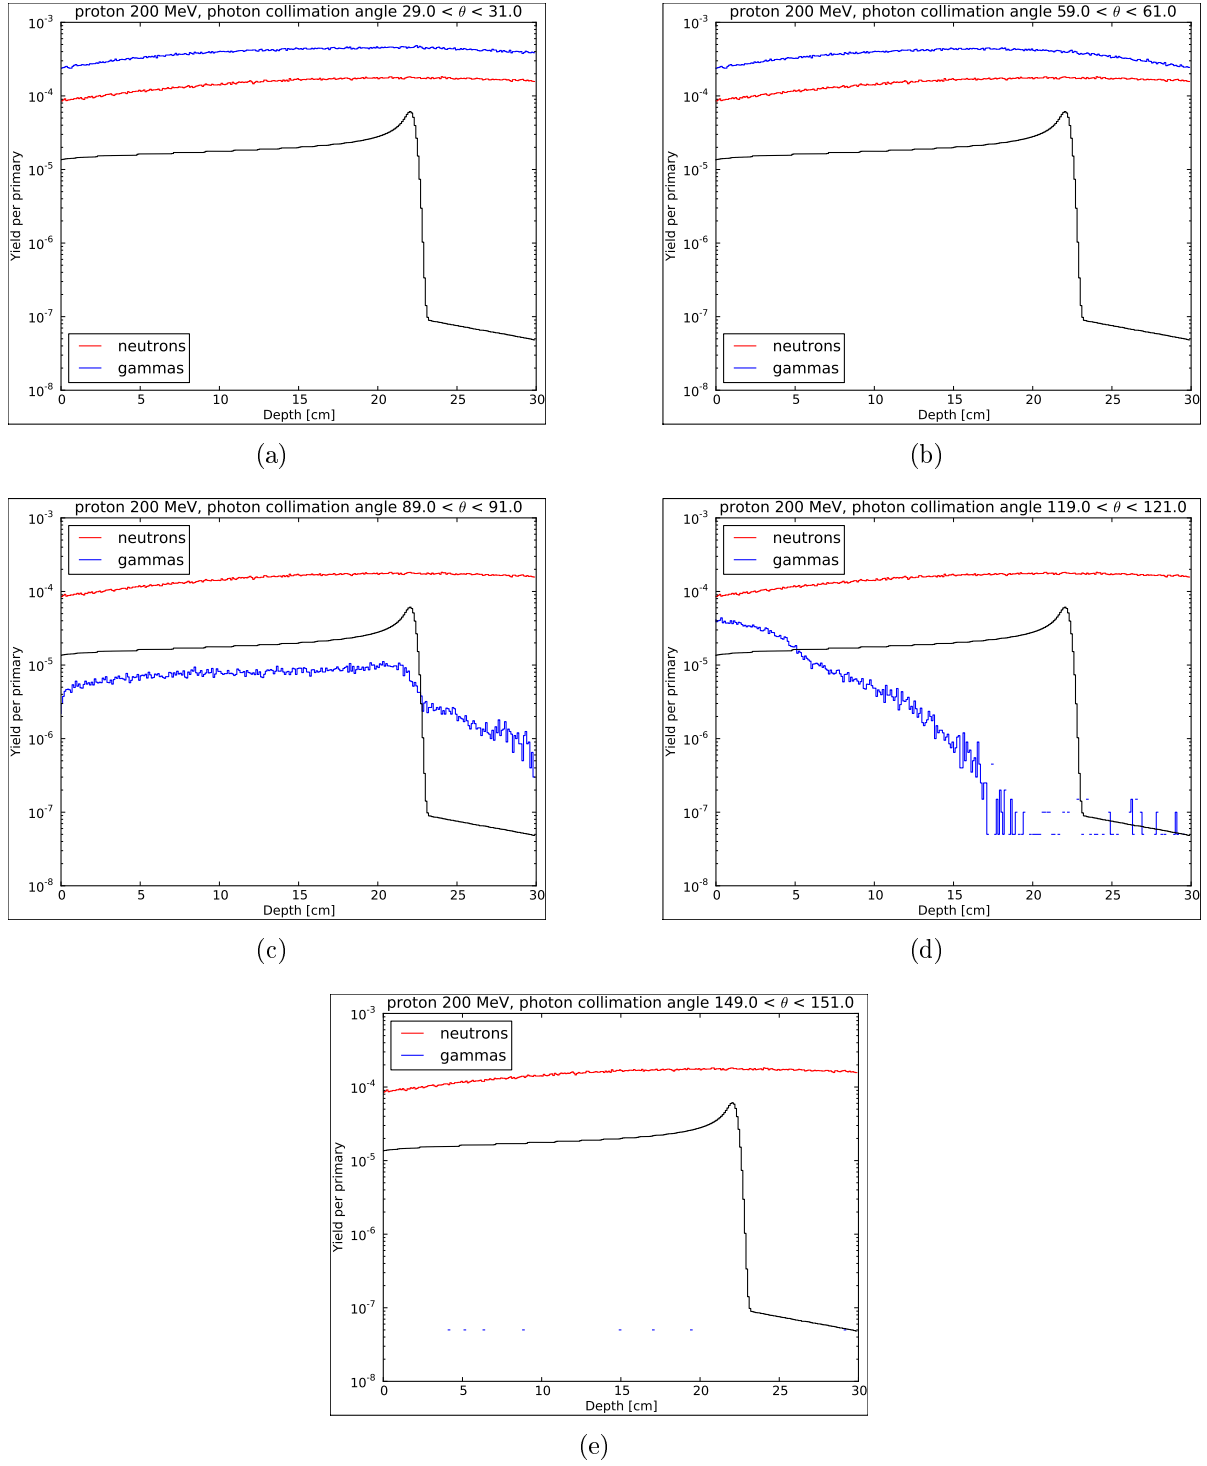 proton 200 MeV, photon collimation angle 29.0 < θ < 31.0
10⁻³
10⁻⁴
10⁻⁵
10⁻⁶
10⁻⁷
10⁻⁸
Yield per primary
neutrons
gammas
0 5 10 15 20 25 30
Depth [cm]
(a)
proton 200 MeV, photon collimation angle 59.0 < θ < 61.0
10⁻³
10⁻⁴
10⁻⁵
10⁻⁶
10⁻⁷
10⁻⁸
Yield per primary
neutrons
gammas
0 5 10 15 20 25 30
Depth [cm]
(b)
proton 200 MeV, photon collimation angle 89.0 < θ < 91.0
10⁻³
10⁻⁴
10⁻⁵
10⁻⁶
10⁻⁷
10⁻⁸
Yield per primary
neutrons
gammas
0 5 10 15 20 25 30
Depth [cm]
(c)
proton 200 MeV, photon collimation angle 119.0 < θ < 121.0
10⁻³
10⁻⁴
10⁻⁵
10⁻⁶
10⁻⁷
10⁻⁸
Yield per primary
neutrons
gammas
0 5 10 15 20 25 30
Depth [cm]
(d)
proton 200 MeV, photon collimation angle 149.0 < θ < 151.0
10⁻³
10⁻⁴
10⁻⁵
10⁻⁶
10⁻⁷
10⁻⁸
Yield per primary
neutrons
gammas
0 5 10 15 20 25 30
Depth [cm]
(e)